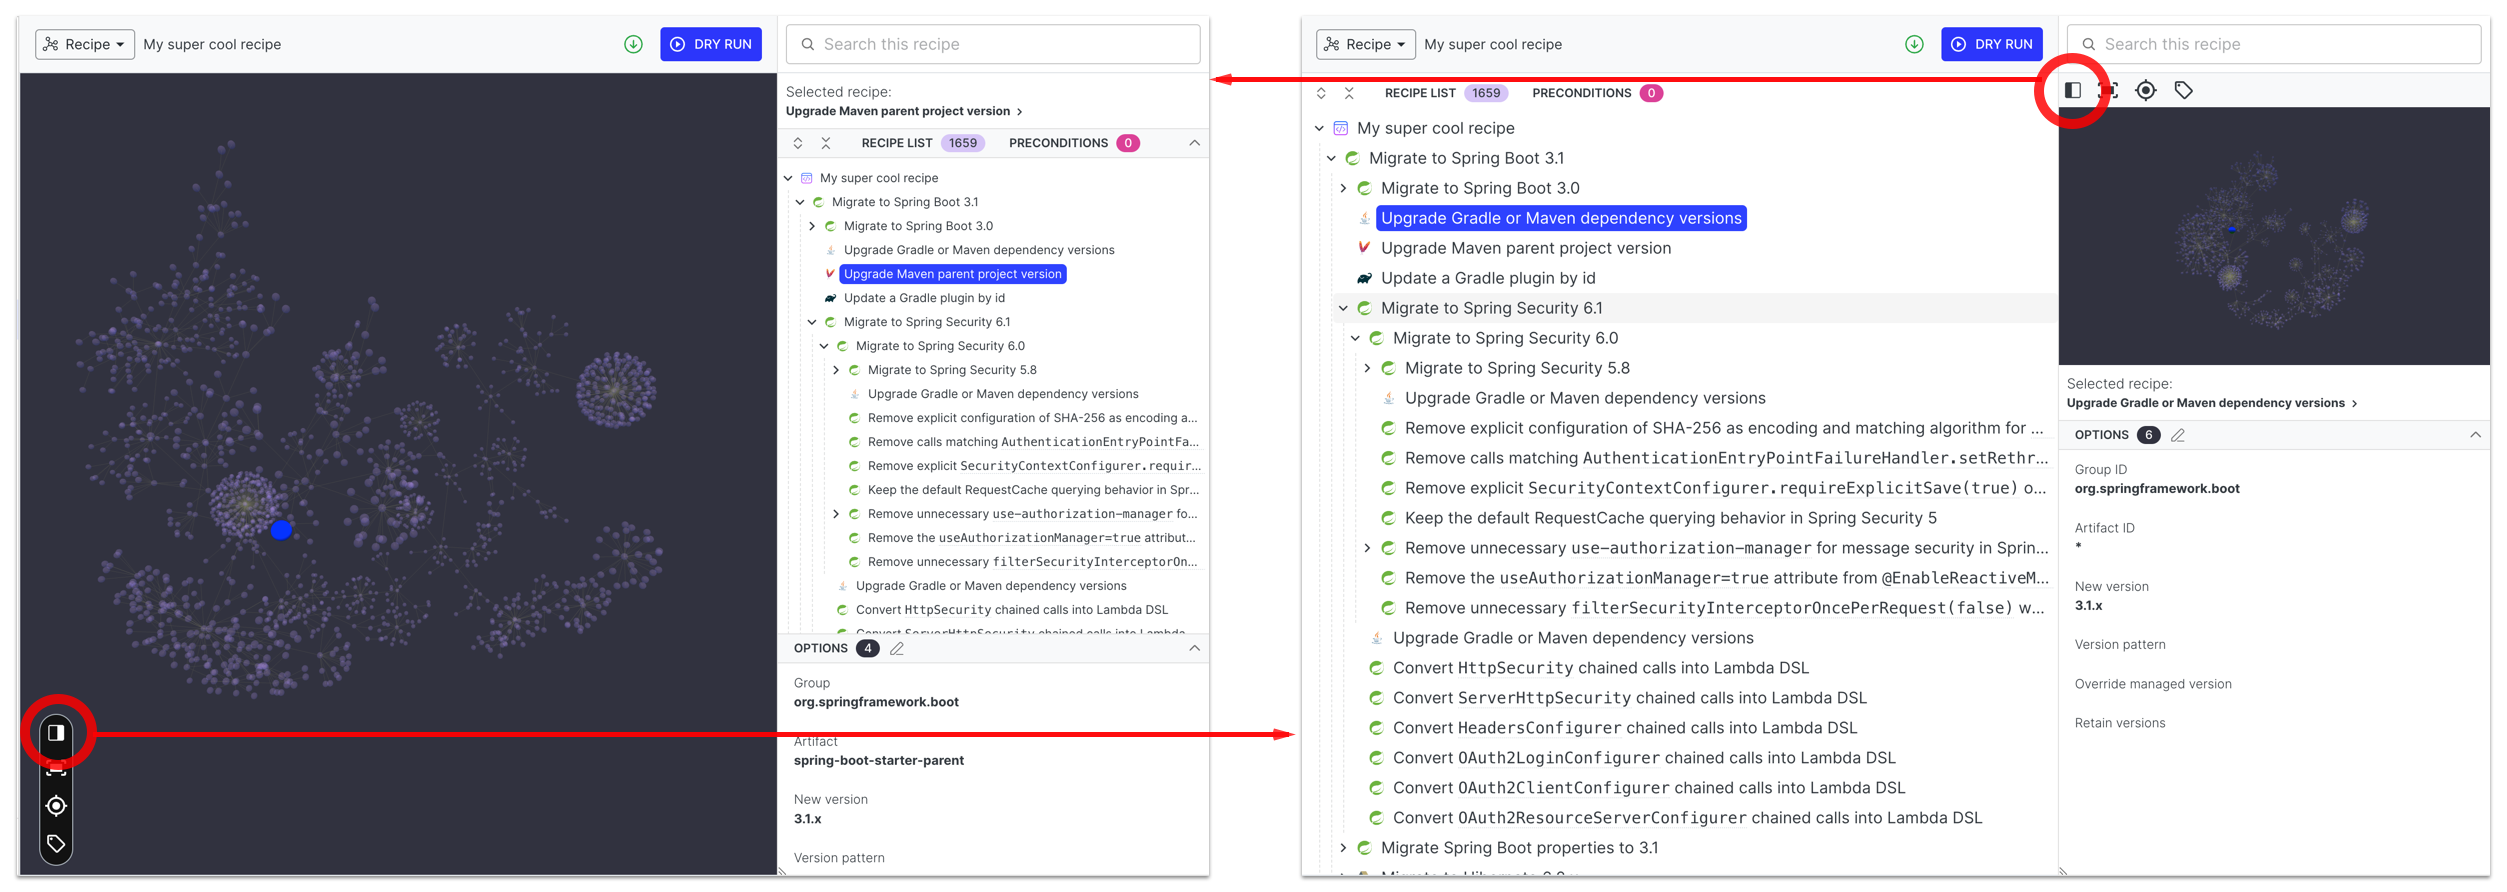 Recipe
My super cool recipe
DRY RUN
Search this recipe
Selected recipe:
Upgrade Maven parent project version
RECIPE LIST 1659 PRECONDITIONS 0
My super cool recipe
Migrate to Spring Boot 3.1
Migrate to Spring Boot 3.0
Upgrade Gradle or Maven dependency versions
Upgrade Maven parent project version
Update a Gradle plugin by id
Migrate to Spring Security 6.1
Migrate to Spring Security 6.0
Migrate to Spring Security 5.8
Upgrade Gradle or Maven dependency versions
Remove explicit configuration of SHA-256 as encoding a...
Remove calls matching AuthenticationEntryPointFa...
Remove explicit SecurityContextConfigurer.requir...
Keep the default RequestCache querying behavior in Spr...
Remove unnecessary use-authorization-manager fo...
Remove the useAuthorizationManager=true attribut...
Remove unnecessary filterSecurityInterceptorOn...
Upgrade Gradle or Maven dependency versions
Convert HttpSecurity chained calls into Lambda DSL
Convert ServerHttpSecurity chained calls into Lambda
OPTIONS 4
Group
org.springframework.boot
Artifact
spring-boot-starter-parent
New version
3.1.x
Version pattern
Recipe
My super cool recipe
DRY RUN
Search this recipe
RECIPE LIST 1659 PRECONDITIONS 0
My super cool recipe
Migrate to Spring Boot 3.1
Migrate to Spring Boot 3.0
Upgrade Gradle or Maven dependency versions
Upgrade Maven parent project version
Update a Gradle plugin by id
Migrate to Spring Security 6.1
Migrate to Spring Security 6.0
Migrate to Spring Security 5.8
Upgrade Gradle or Maven dependency versions
Remove explicit configuration of SHA-256 as encoding and matching algorithm for ...
Remove calls matching AuthenticationEntryPointFailureHandler.setRethr...
Remove explicit SecurityContextConfigurer.requireExplicitSave(true) o...
Keep the default RequestCache querying behavior in Spring Security 5
Remove unnecessary use-authorization-manager for message security in Sprin...
Remove the useAuthorizationManager=true attribute from @EnableReactiveM...
Remove unnecessary filterSecurityInterceptorOncePerRequest(false) w...
Upgrade Gradle or Maven dependency versions
Convert HttpSecurity chained calls into Lambda DSL
Convert ServerHttpSecurity chained calls into Lambda DSL
Convert HeadersConfigurer chained calls into Lambda DSL
Convert OAuth2LoginConfigurer chained calls into Lambda DSL
Convert OAuth2ClientConfigurer chained calls into Lambda DSL
Convert OAuth2ResourceServerConfigurer chained calls into Lambda DSL
Migrate Spring Boot properties to 3.1
Migrate to Hibernate
Selected recipe:
Upgrade Gradle or Maven dependency versions
OPTIONS 6
Group ID
org.springframework.boot
Artifact ID
*
New version
3.1.x
Version pattern
Override managed version
Retain versions